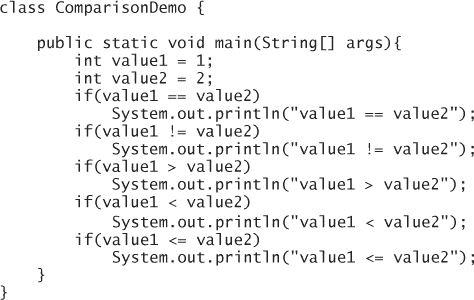 class ComparisonDemo {
    public static void main(String[] args){
        int value1 = 1;
        int value2 = 2;
        if(value1 == value2)
            System.out.println("value1 == value2");
        if(value1 != value2)
            System.out.println("value1 != value2");
        if(value1 > value2)
            System.out.println("value1 > value2");
        if(value1 < value2)
            System.out.println("value1 < value2");
        if(value1 <= value2)
            System.out.println("value1 <= value2");
    }
}